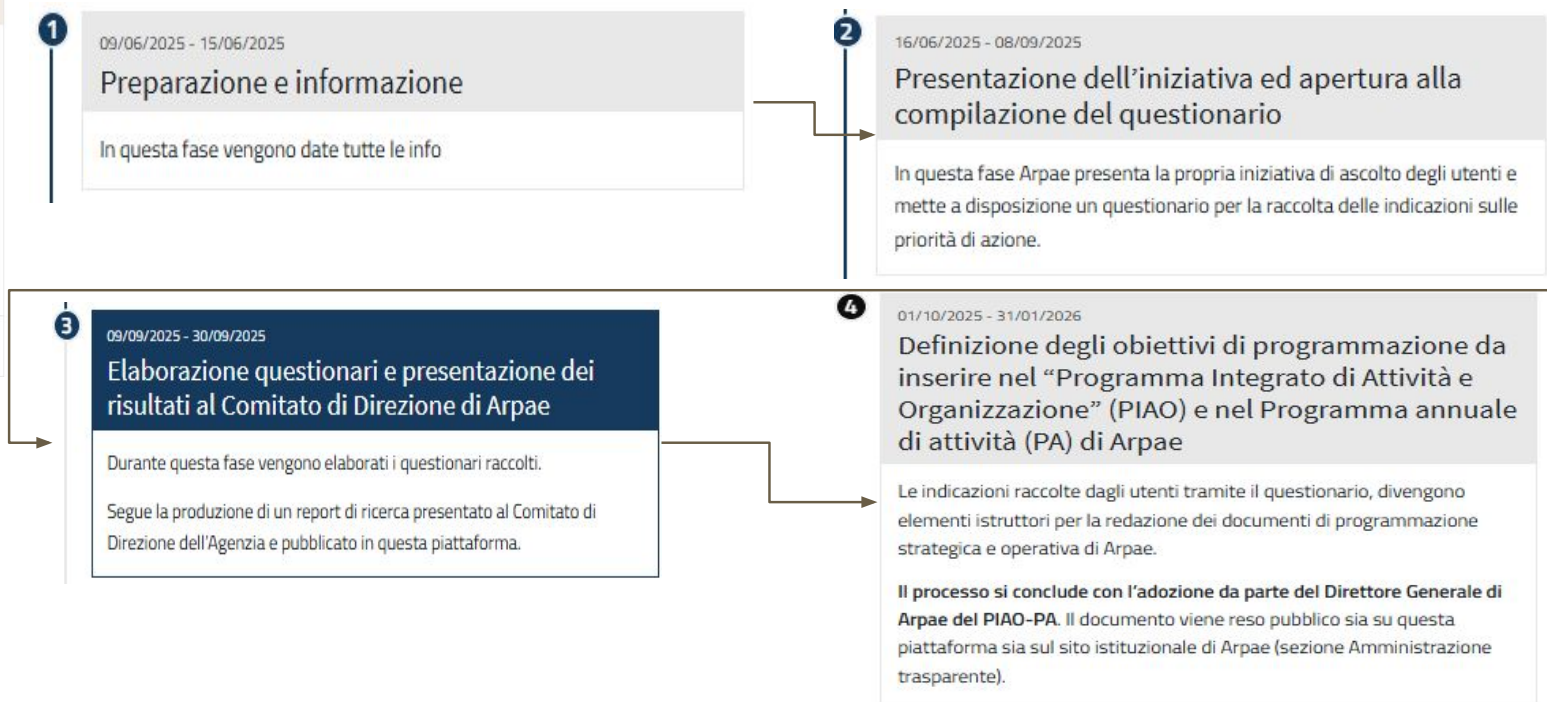 1
09/06/2025 - 15/06/2025
Preparazione e informazione
In questa fase vengono date tutte le info
2
16/06/2025 - 08/09/2025
Presentazione dell'iniziativa ed apertura alla
compilazione del questionario
In questa fase Arpae presenta la propria iniziativa di ascolto degli utenti e
mette a disposizione un questionario per la raccolta delle indicazioni sulle
priorità di azione.
3
09/09/2025 - 30/09/2025
Elaborazione questionari e presentazione dei
risultati al Comitato di Direzione di Arpae
Durante questa fase vengono elaborati i questionari raccolti.
Segue la produzione di un report di ricerca presentato al Comitato di
Direzione dell'Agenzia e pubblicato in questa piattaforma.
4
01/10/2025 - 31/01/2026
Definizione degli obiettivi di programmazione da
inserire nel “Programma Integrato di Attività e
Organizzazione” (PIAO) e nel Programma annuale
di attività (PA) di Arpae
Le indicazioni raccolte dagli utenti tramite il questionario, divengono
elementi istruttori per la redazione dei documenti di programmazione
strategica e operativa di Arpae.
Il processo si conclude con l'adozione da parte del Direttore Generale di
Arpae del PIAO-PA. Il documento viene reso pubblico sia su questa
piattaforma sia sul sito istituzionale di Arpae (sezione Amministrazione
trasparente).